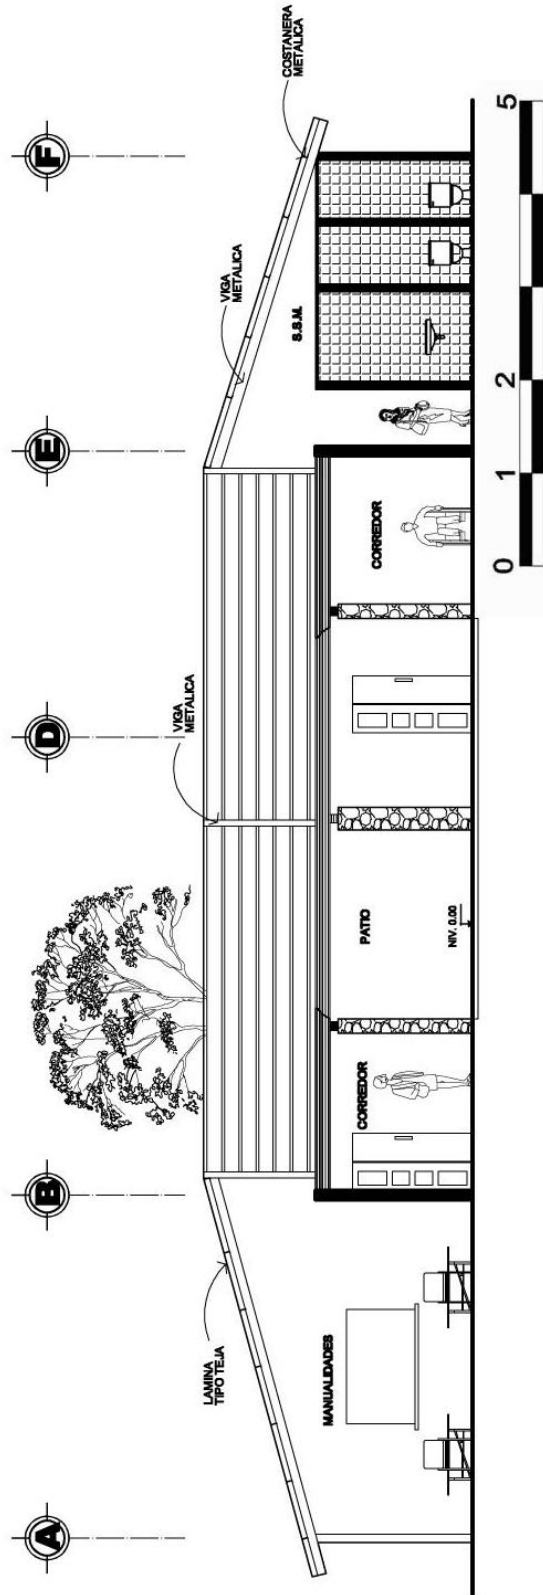 A
B
D
E
F
LAMINA
TIPO TEJA
VIGA
METALICA
VIGA
METALICA
COSTANERA
METALICA
MANUALIDADES
CORREDOR
PATIO
NIV. 0.00
CORREDOR
S.S.M.
0 1 2 5